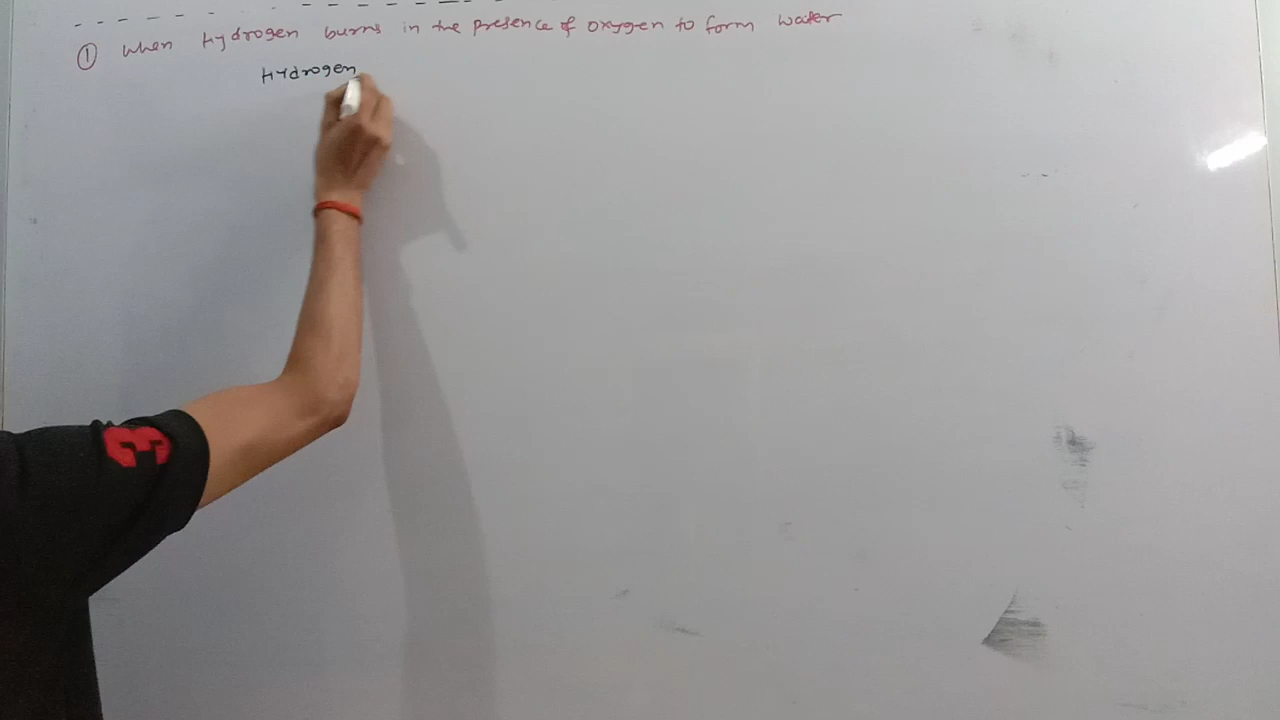 ① When Hydrogen burns in the presence of oxygen to form water
Hydrogen